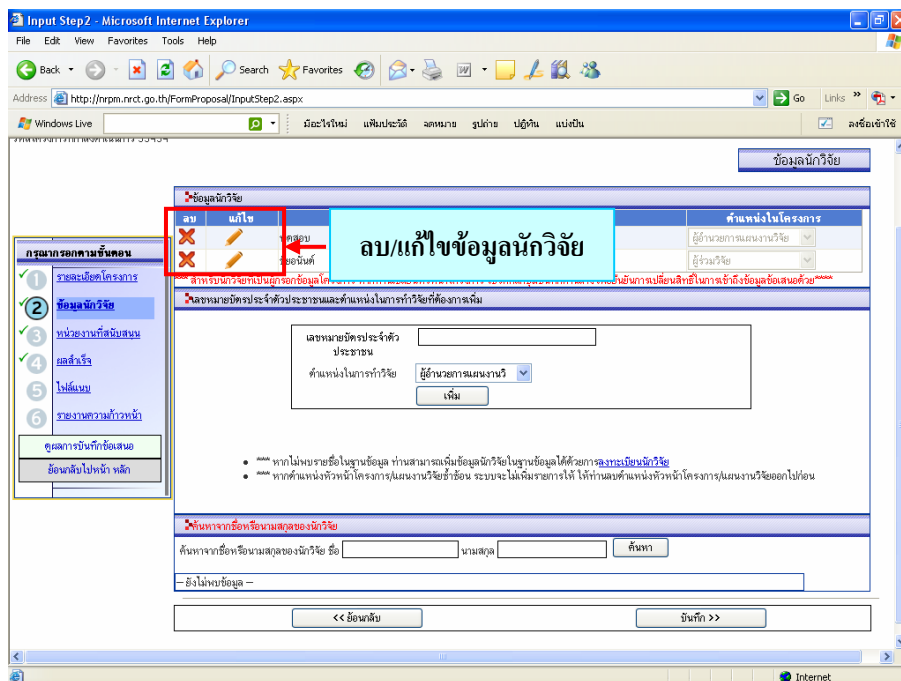 Input Step2 - Microsoft Internet Explorer
File Edit View Favorites Tools Help
Back Search Favorites
Address http://nrpm.nrct.go.th/FormProposal/InputStep2.aspx Go Links
Windows Live มีอะไรใหม่ แฟ้มประวัติ จดหมาย รูปถ่าย ปฏิทิน แบ่งปัน ลงชื่อเข้าใช้
ข้อมูลนักวิจัย
ข้อมูลนักวิจัย
ลบ แก้ไข ตำแหน่งในโครงการ
ทดสอบ ผู้อำนวยการแผนงานวิจัย
ผู้ร่วมวิจัย
ลบ/แก้ไขข้อมูลนักวิจัย
กรุณากรอกตามขั้นตอน
1 รายละเอียดโครงการ
2 ข้อมูลนักวิจัย
3 หน่วยงานที่สนับสนุน
4 ผลสำเร็จ
5 ไฟล์แนบ
6 รายงานความก้าวหน้า
ดูผลการบันทึกข้อเสนอ
ย้อนกลับไปหน้า หลัก
เลขหมายบัตรประจำตัวประชาชนและตำแหน่งในการทำวิจัยที่ต้องการเพิ่ม
เลขหมายบัตรประจำตัว
ประชาชน
ตำแหน่งในการทำวิจัย ผู้อำนวยการแผนงานวิ
เพิ่ม
**** หากไม่พบรายชื่อในฐานข้อมูล ท่านสามารถเพิ่มข้อมูลนักวิจัยในฐานข้อมูลได้ด้วยการลงทะเบียนนักวิจัย
**** หากตำแหน่งหัวหน้าโครงการ/แผนงานวิจัยซ้ำซ้อน ระบบจะไม่เพิ่มรายการให้ ให้ท่านลบตำแหน่งหัวหน้าโครงการ/แผนงานวิจัยออกไปก่อน
ค้นหาจากชื่อหรือนามสกุลของนักวิจัย
ค้นหาจากชื่อหรือนามสกุลของนักวิจัย ชื่อ นามสกุล ค้นหา
-- ยังไม่พบข้อมูล --
<< ย้อนกลับ บันทึก >>
Internet